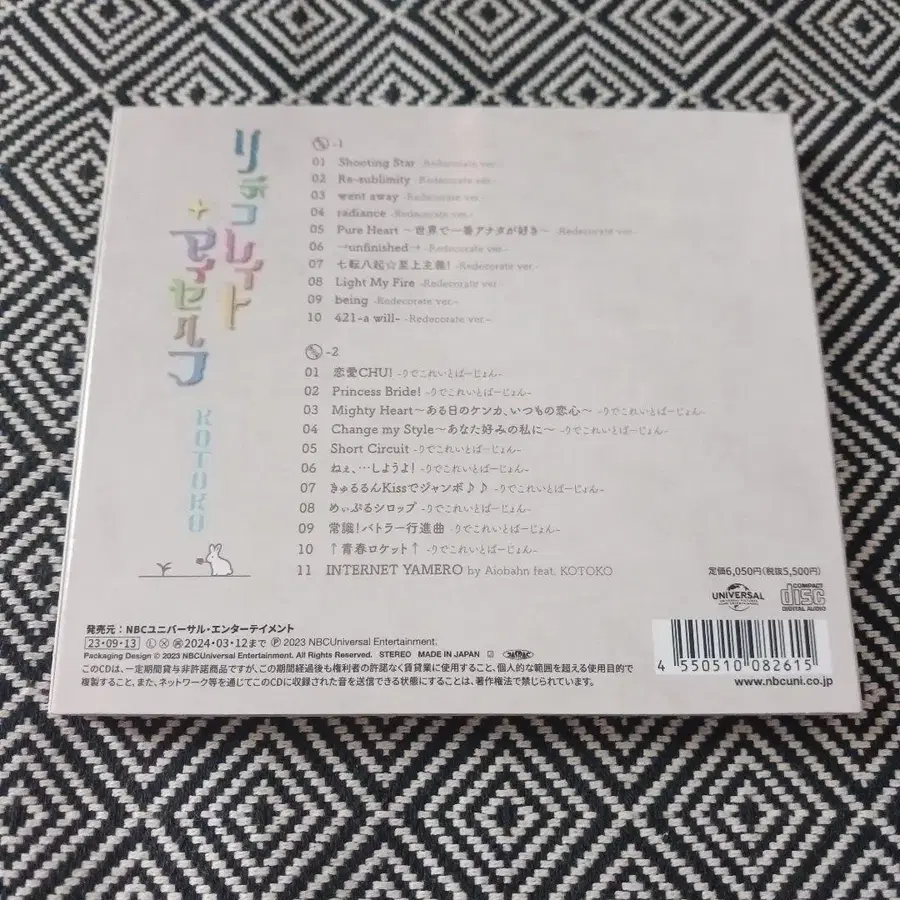 リデコレイト
+マイセルフ
KOTOKO
-1
01 Shooting Star -Redecorate ver.-
02 Re-sublimity -Redecorate ver.-
03 went away -Redecorate ver.-
04 radiance -Redecorate ver.-
05 Pure Heart ~世界で一番アナタが好き~ -Redecorate ver.-
06 →unfinished→ -Redecorate ver.-
07 七転八起☆至上主義! -Redecorate ver.-
08 Light My Fire -Redecorate ver.-
09 being -Redecorate ver.-
10 421-a will- -Redecorate ver.-
-2
01 恋愛CHU! -りでこれいとばーじょん-
02 Princess Bride! -りでこれいとばーじょん-
03 Mighty Heart~ある日のケンカ、いつもの恋心~ -りでこれいとばーじょん-
04 Change my Style~あなた好みの私に~ -りでこれいとばーじょん-
05 Short Circuit -りでこれいとばーじょん-
06 ねぇ、…しようよ! -りでこれいとばーじょん-
07 きゅるるんKissでジャンボ♪♪ -りでこれいとばーじょん-
08 めぃぷるシロップ -りでこれいとばーじょん-
09 常識!バトラー行進曲 -りでこれいとばーじょん-
10 ↑青春ロケット↑ -りでこれいとばーじょん-
11 INTERNET YAMERO by Aiobahn feat. KOTOKO
定価6,050円(税抜5,500円)
UNIVERSAL
COMPACT
disc
DIGITAL AUDIO
発売元：NBCユニバーサル・エンターテイメント
23・09・13 Ⓛ Ⓧ 2024・03・12まで Ⓟ 2023 NBCUniversal Entertainment.
Packaging Design © 2023 NBCUniversal Entertainment. All Rights Reserved. STEREO MADE IN JAPAN
このCDは、一定期間貸与非許諾商品ですが、この期間経過後も権利者の許諾なく賃貸業に使用すること、個人的な範囲を超える使用目的で
複製すること、また、ネットワーク等を通じてこのCDに収録された音を送信できる状態にすることは、著作権法で禁じられています。
4 550510 082615
www.nbcuni.co.jp